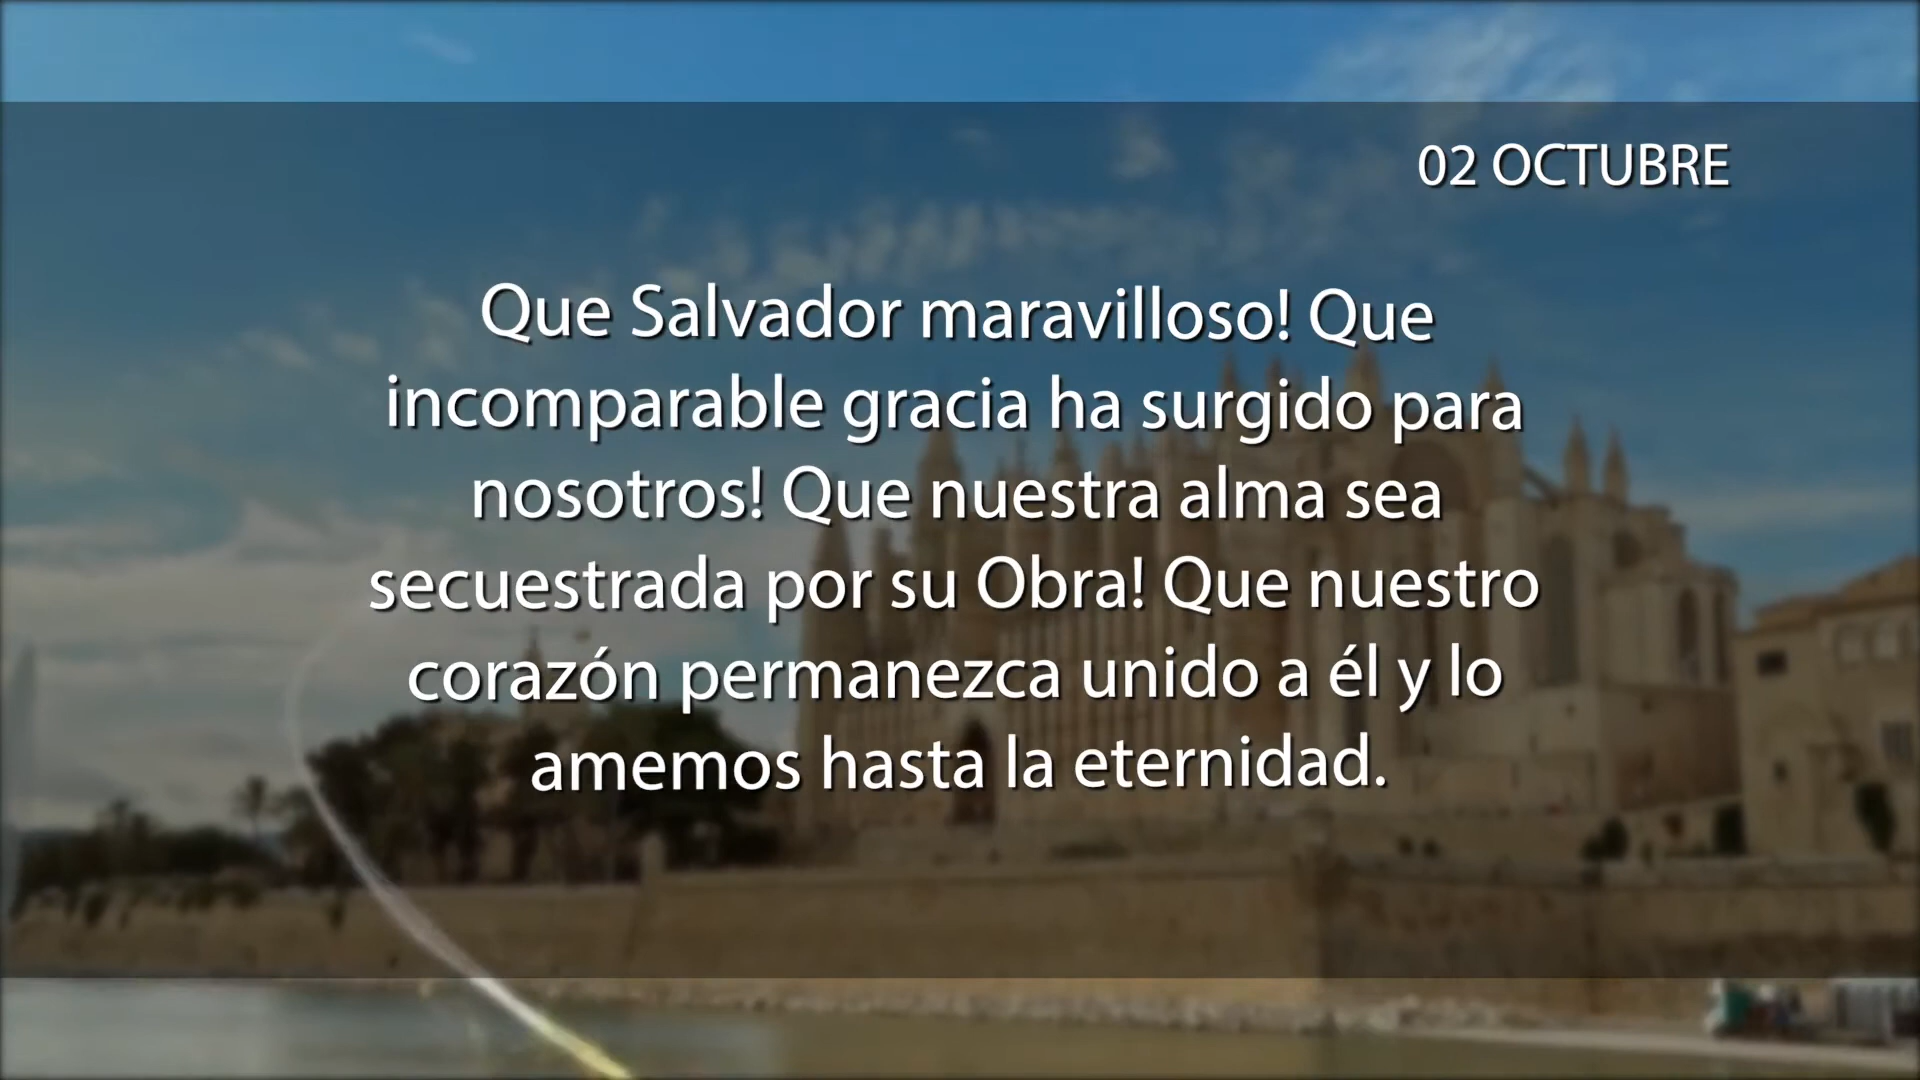 02 OCTUBRE
Que Salvador maravilloso! Que
incomparable gracia ha surgido para
nosotros! Que nuestra alma sea
secuestrada por su Obra! Que nuestro
corazón permanezca unido a él y lo
amemos hasta la eternidad.